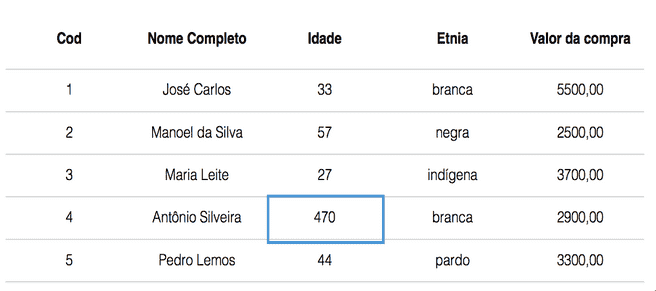 Cod Nome Completo Idade Etnia Valor da compra
1 José Carlos 33 branca 5500,00
2 Manoel da Silva 57 negra 2500,00
3 Maria Leite 27 indígena 3700,00
4 Antônio Silveira 470 branca 2900,00
5 Pedro Lemos 44 pardo 3300,00